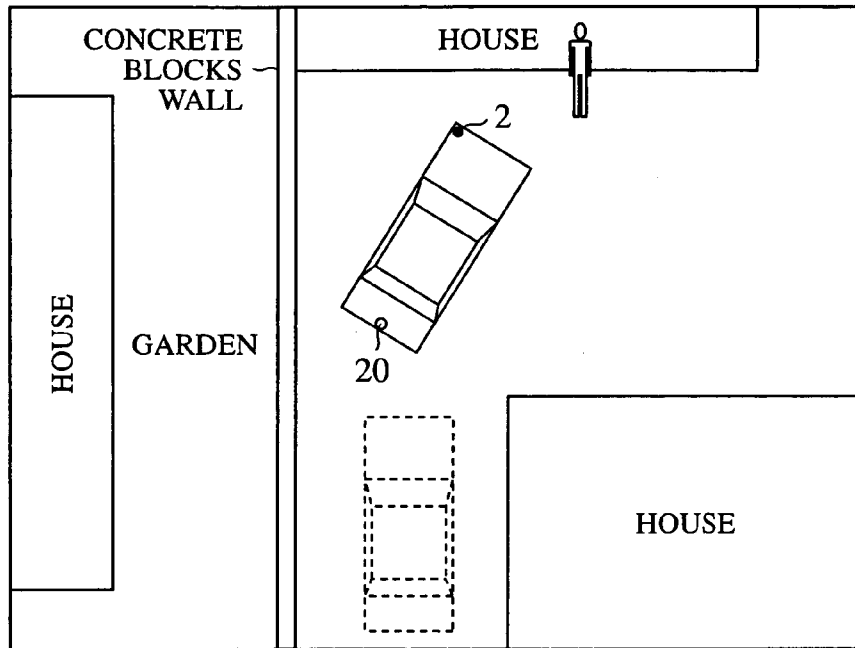 CONCRETE
BLOCKS
WALL
HOUSE
2
HOUSE
GARDEN
20
HOUSE